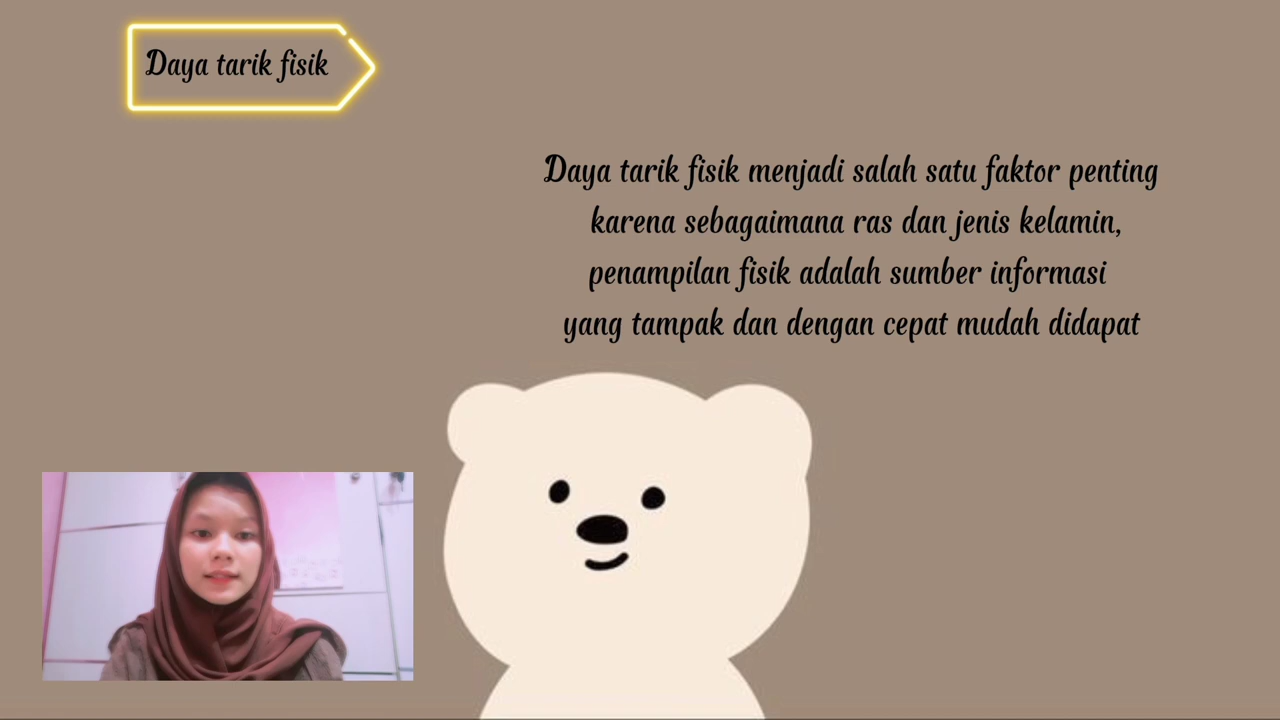 Daya tarik fisik
Daya tarik fisik menjadi salah satu faktor penting
karena sebagaimana ras dan jenis kelamin,
penampilan fisik adalah sumber informasi
yang tampak dan dengan cepat mudah didapat